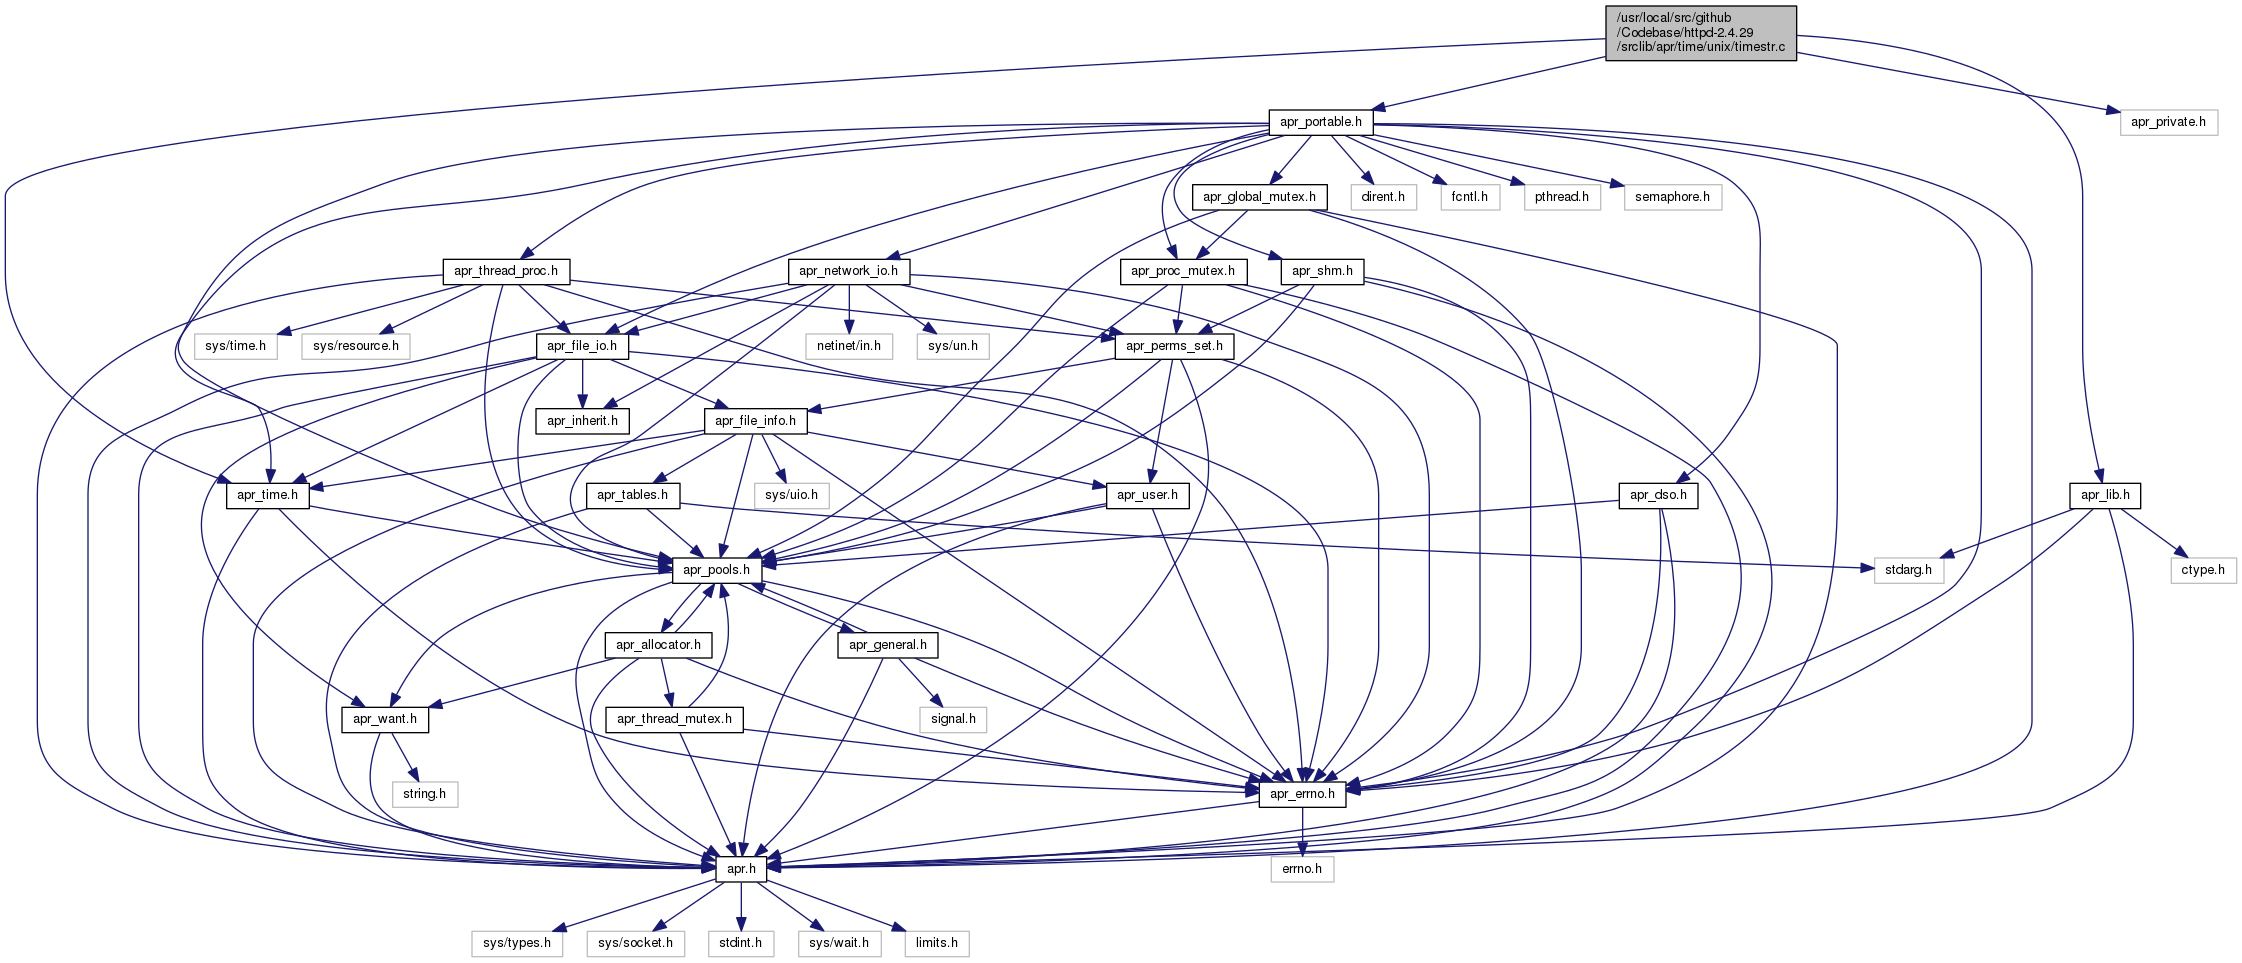 /usr/local/src/github
/Codebase/httpd-2.4.29
/srclib/apr/time/unix/timestr.c
apr_portable.h
apr_private.h
apr_global_mutex.h
dirent.h
fcntl.h
pthread.h
semaphore.h
apr_thread_proc.h
apr_network_io.h
apr_proc_mutex.h
apr_shm.h
sys/time.h
sys/resource.h
apr_file_io.h
netinet/in.h
sys/un.h
apr_perms_set.h
apr_inherit.h
apr_file_info.h
apr_time.h
apr_tables.h
sys/uio.h
apr_user.h
apr_dso.h
apr_lib.h
apr_pools.h
stdarg.h
ctype.h
apr_allocator.h
apr_general.h
apr_want.h
apr_thread_mutex.h
signal.h
string.h
apr_errno.h
apr.h
errno.h
sys/types.h
sys/socket.h
stdint.h
sys/wait.h
limits.h